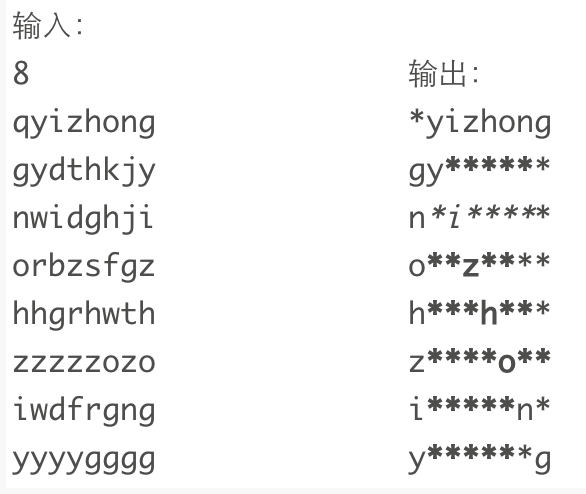 输入:
8
qyizhong
gydthkjy
nwidghji
orbzsfgz
hhgrhwth
zzzzzozo
iwdfrgng
yyyygggg
输出:
*yizhong
gy******
n*i*****
o**z****
h***h***
z****o**
i*****n*
y******g